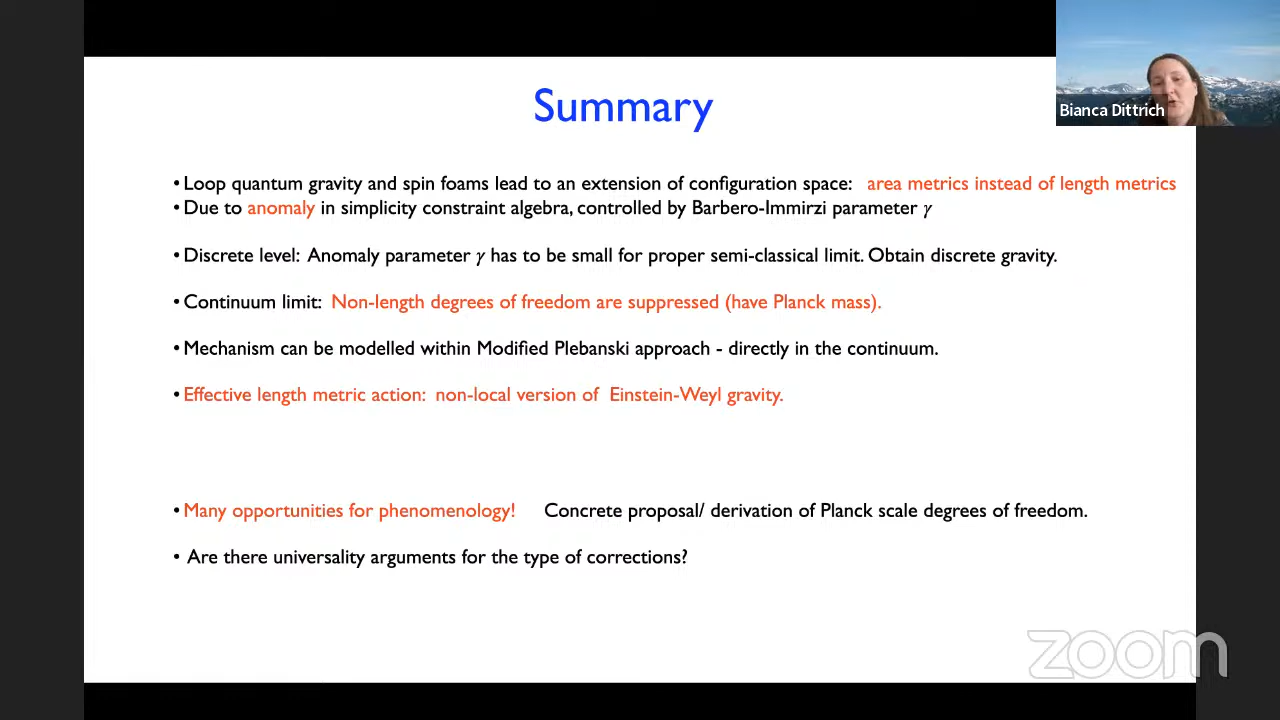 Summary
Bianca Dittrich
• Loop quantum gravity and spin foams lead to an extension of configuration space: area metrics instead of length metrics
• Due to anomaly in simplicity constraint algebra, controlled by Barbero-Immirzi parameter γ
• Discrete level: Anomaly parameter γ has to be small for proper semi-classical limit. Obtain discrete gravity.
• Continuum limit: Non-length degrees of freedom are suppressed (have Planck mass).
• Mechanism can be modelled within Modified Plebanski approach - directly in the continuum.
• Effective length metric action: non-local version of Einstein-Weyl gravity.
• Many opportunities for phenomenology! Concrete proposal/ derivation of Planck scale degrees of freedom.
• Are there universality arguments for the type of corrections?
zoom